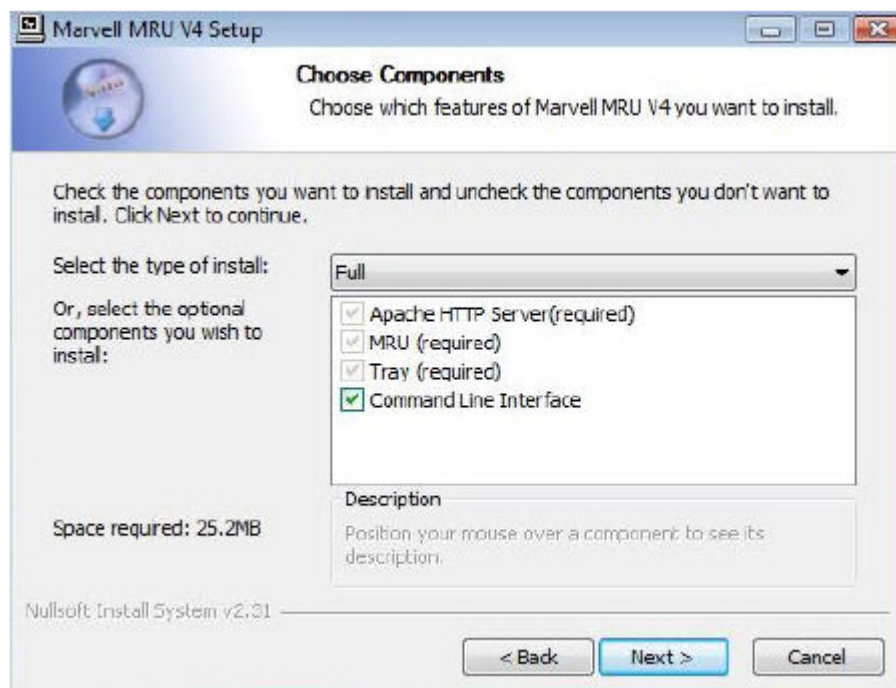 Marvell MRU V4 Setup
Choose Components
Choose which features of Marvell MRU V4 you want to install.
Check the components you want to install and uncheck the components you don't want to
install. Click Next to continue.
Select the type of install:
Full
Or, select the optional
components you wish to
install:
Apache HTTP Server(required)
MRU (required)
Tray (required)
Command Line Interface
Space required: 25.2MB
Description
Position your mouse over a component to see its
description.
Nullsoft Install System v2.31
< Back
Next >
Cancel